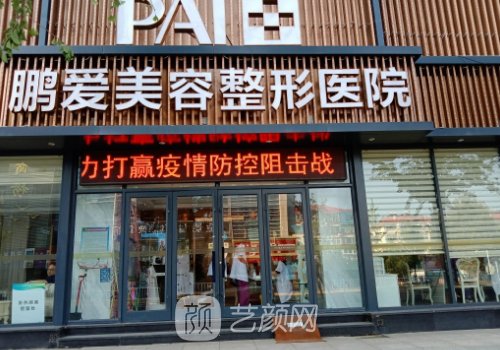 PAI
鹏爱美容整形医院
力打赢疫情防控阻击战
颜 艺颜网